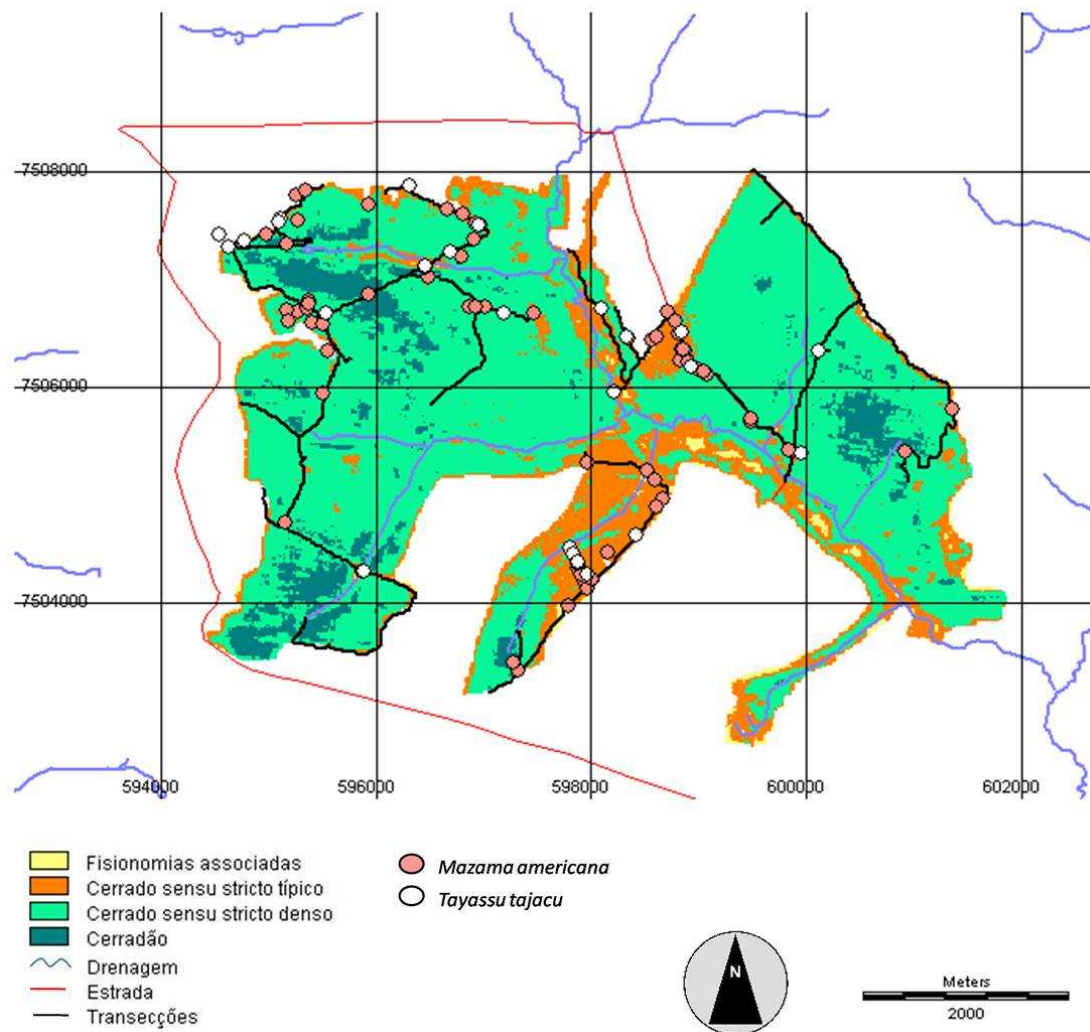 7508000
7506000
7504000
594000 596000 598000 600000 602000
Fisionomias associadas
Cerrado sensu stricto típico
Cerrado sensu stricto denso
Cerradão
Drenagem
Estrada
Transecções
Mazama americana
Tayassu tajacu
N
Meters
2000